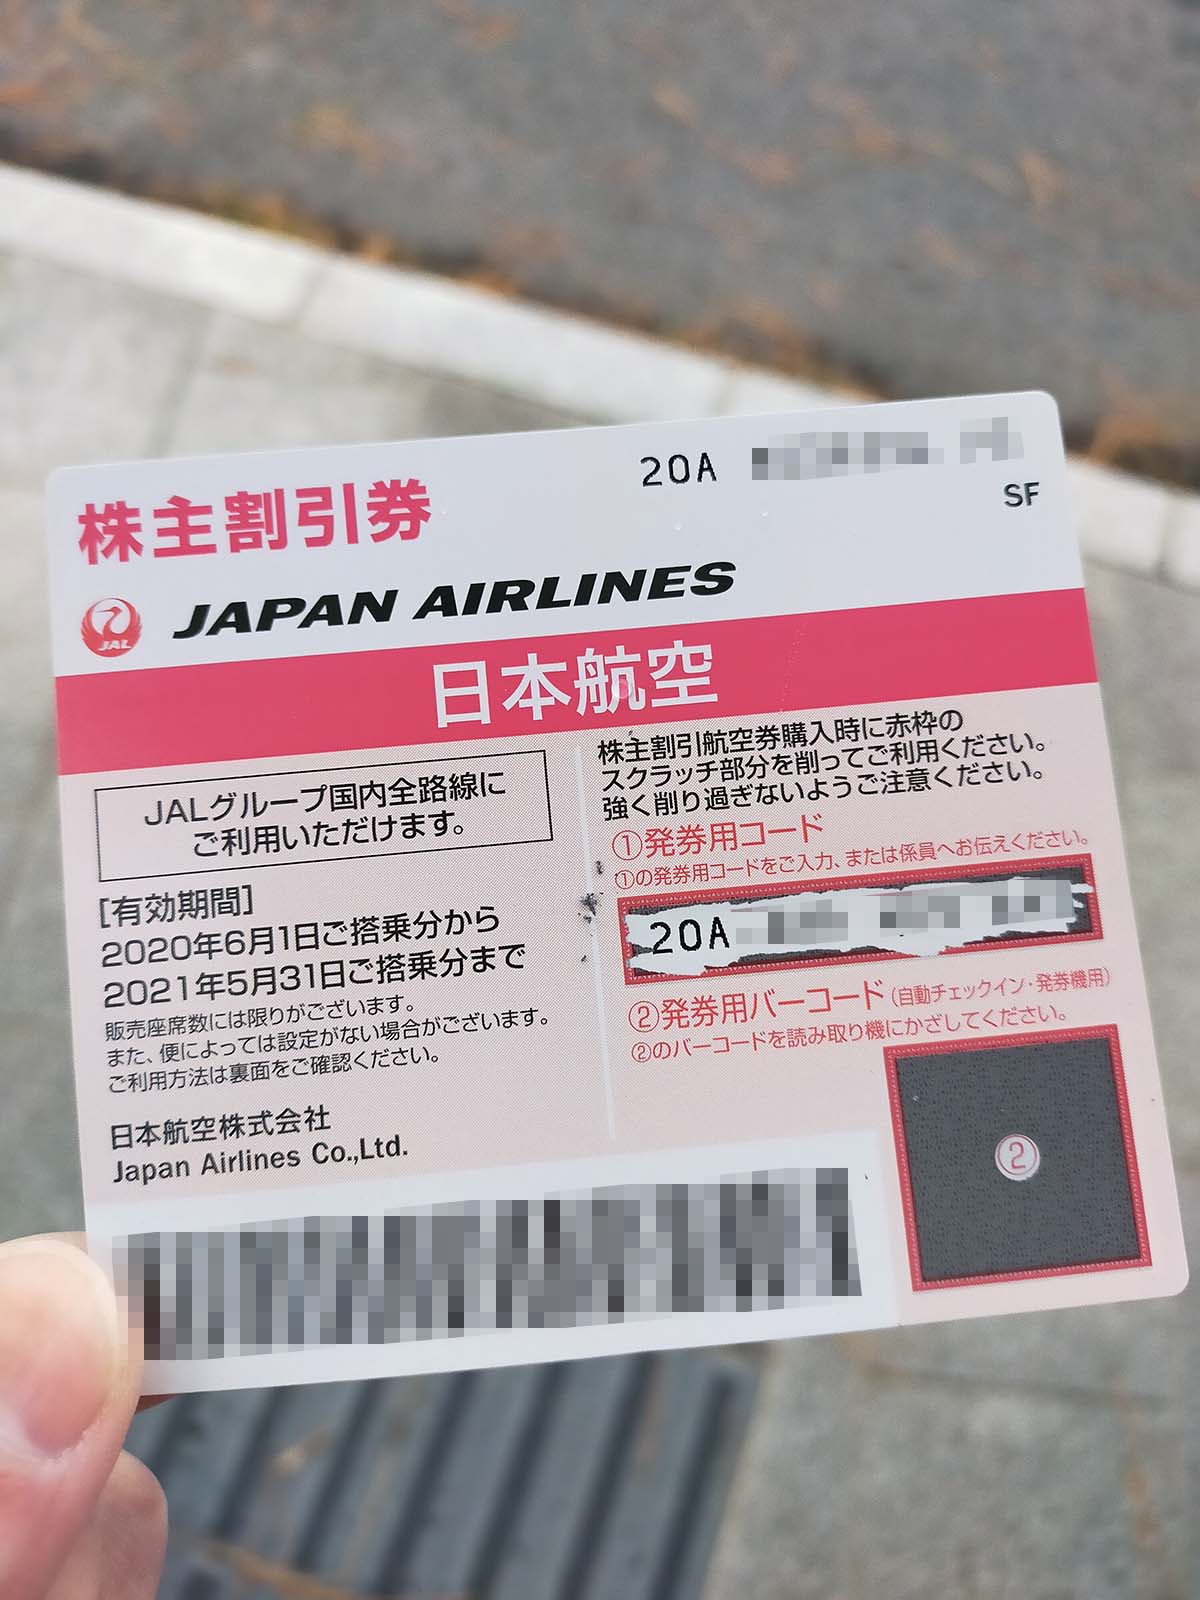 20A
SF
株主割引券
JAL
JAPAN AIRLINES
日本航空
JALグループ国内全路線に
ご利用いただけます。
[有効期間]
2020年6月1日ご搭乗分から
2021年5月31日ご搭乗分まで
販売座席数には限りがございます。
また、便によっては設定がない場合がございます。
ご利用方法は裏面をご確認ください。
日本航空株式会社
Japan Airlines Co.,Ltd.
株主割引航空券購入時に赤枠の
スクラッチ部分を削ってご利用ください。
強く削り過ぎないようご注意ください。
①発券用コード
①の発券用コードをご入力、または係員へお伝えください。
20A
②発券用バーコード(自動チェックイン・発券機用)
②のバーコードを読み取り機にかざしてください。
②